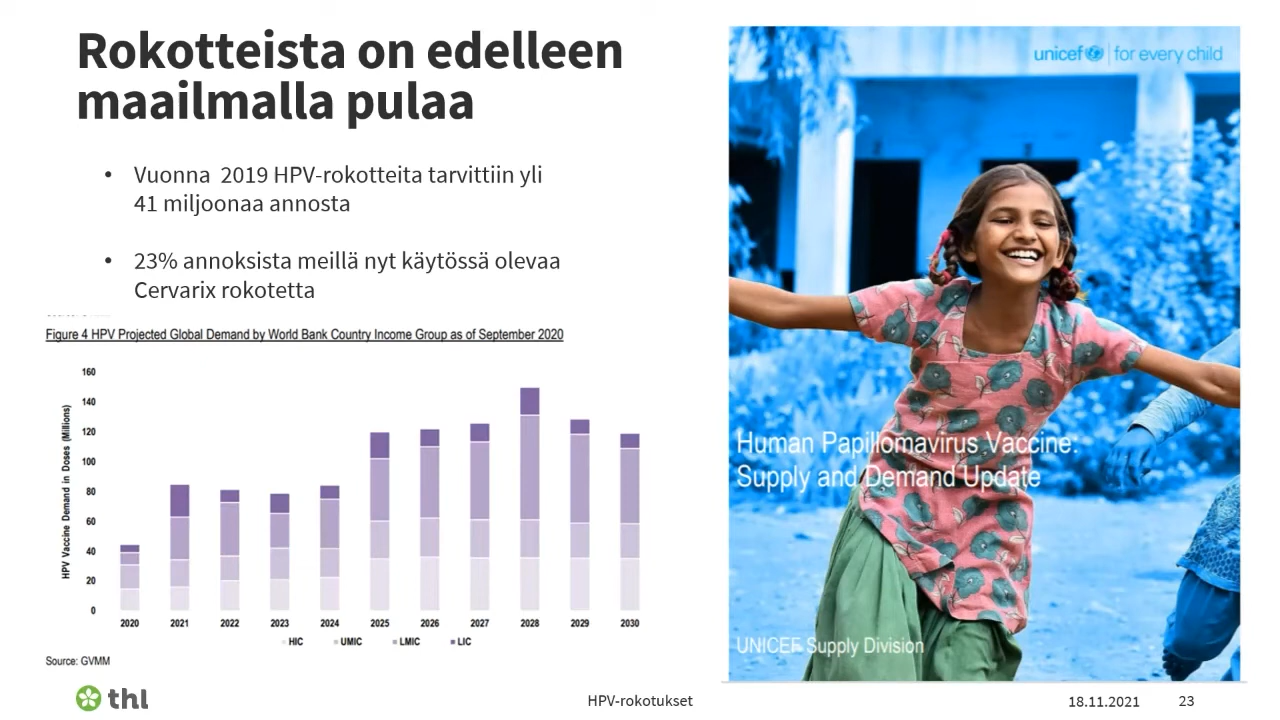 Rokotteista on edelleen
maailmalla pulaa
• Vuonna 2019 HPV-rokotteita tarvittiin yli
41 miljoonaa annosta
• 23% annoksista meillä nyt käytössä olevaa
Cervarix rokotetta
Figure 4 HPV Projected Global Demand by World Bank Country Income Group as of September 2020
HPV Vaccine Demand in Doses (Millions)
160
140
120
100
80
60
40
20
0
2020 2021 2022 2023 2024 2025 2026 2027 2028 2029 2030
HIC UMIC LMIC LIC
Source: GVMM
unicef | for every child
Human Papillomavirus Vaccine:
Supply and Demand Update
UNICEF Supply Division
thl
HPV-rokotukset
18.11.2021 23